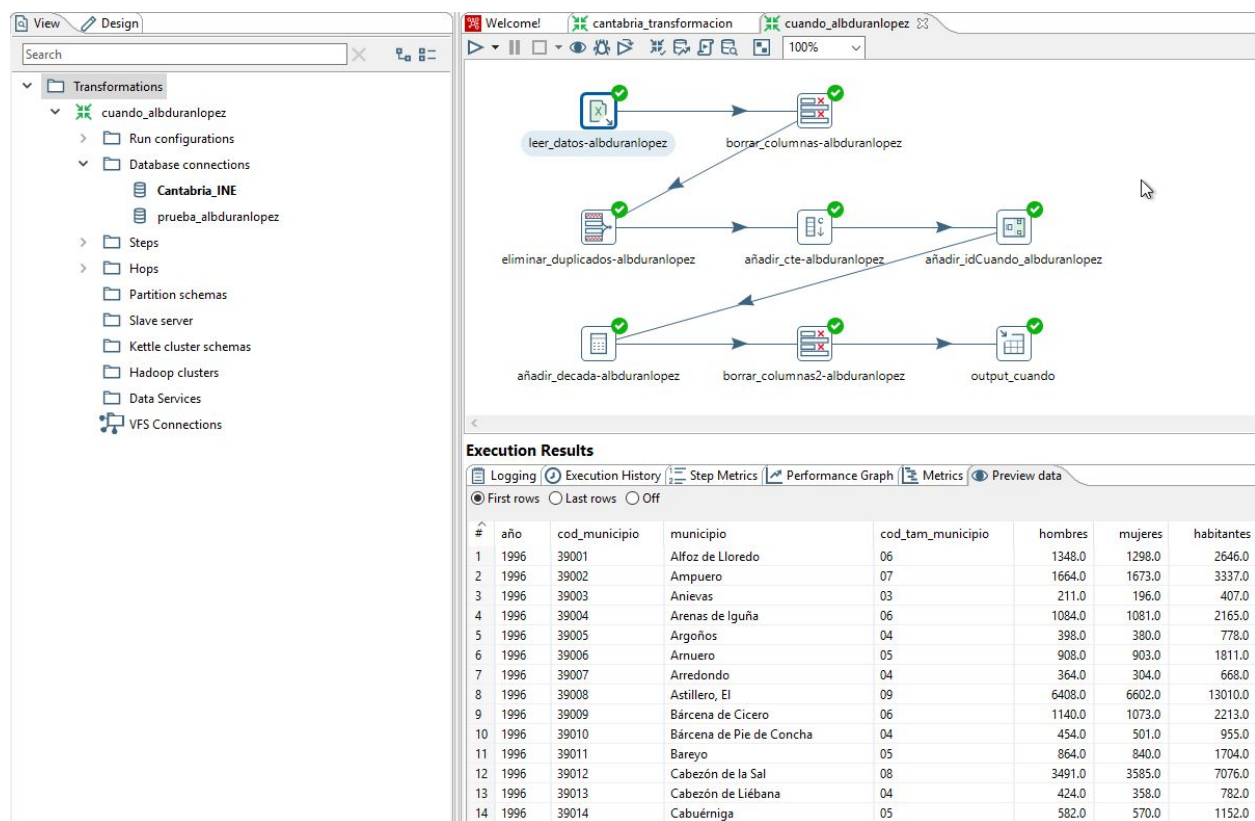 View Design
Search
Transformations
cuando_albduranlopez
Run configurations
Database connections
Cantabria_INE
prueba_albduranlopez
Steps
Hops
Partition schemas
Slave server
Kettle cluster schemas
Hadoop clusters
Data Services
VFS Connections
Welcome! cantabria_transformacion cuando_albduranlopez
100%
leer_datos-albduranlopez borrar_columnas-albduranlopez
eliminar_duplicados-albduranlopez añadir_cte-albduranlopez añadir_idCuando_albduranlopez
añadir_decada-albduranlopez borrar_columnas2-albduranlopez output_cuando
Execution Results
Logging Execution History Step Metrics Performance Graph Metrics Preview data
First rows Last rows Off
# año cod_municipio municipio cod_tam_municipio hombres mujeres habitantes
1 1996 39001 Alfoz de Lloredo 06 1348.0 1298.0 2646.0
2 1996 39002 Ampuero 07 1664.0 1673.0 3337.0
3 1996 39003 Anievas 03 211.0 196.0 407.0
4 1996 39004 Arenas de Iguña 06 1084.0 1081.0 2165.0
5 1996 39005 Argoños 04 398.0 380.0 778.0
6 1996 39006 Arnuero 05 908.0 903.0 1811.0
7 1996 39007 Arredondo 04 364.0 304.0 668.0
8 1996 39008 Astillero, El 09 6408.0 6602.0 13010.0
9 1996 39009 Bárcena de Cicero 06 1140.0 1073.0 2213.0
10 1996 39010 Bárcena de Pie de Concha 04 454.0 501.0 955.0
11 1996 39011 Bareyo 05 864.0 840.0 1704.0
12 1996 39012 Cabezón de la Sal 08 3491.0 3585.0 7076.0
13 1996 39013 Cabezón de Liébana 04 424.0 358.0 782.0
14 1996 39014 Cabuérniga 05 582.0 570.0 1152.0